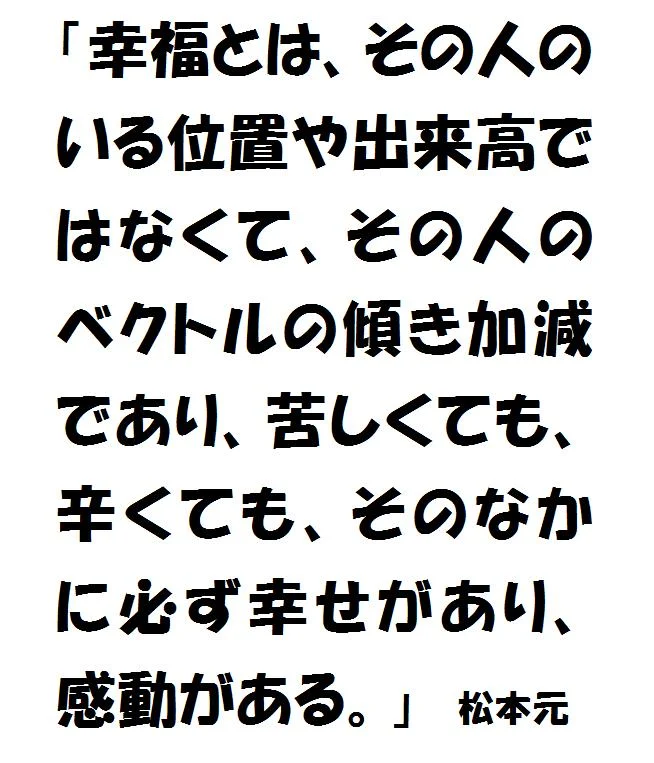 「幸福とは、その人の
いる位置や出来高で
はなくて、その人の
ベクトルの傾き加減
であり、苦しくても、
辛くても、そのなか
に必ず幸せがあり、
感動がある。」 松本元